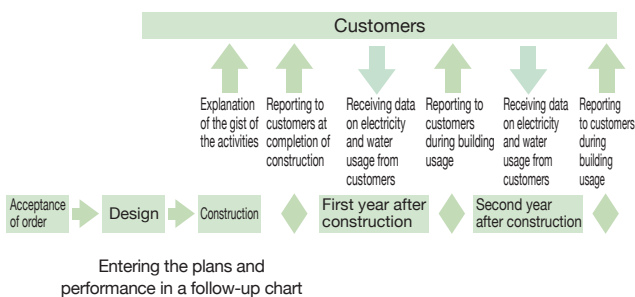 Customers
Explanation
of the gist of
the activities
Reporting to
customers at
completion of
construction
Receiving data
on electricity
and water
usage from
customers
Reporting to
customers
during building
usage
Receiving data
on electricity
and water
usage from
customers
Reporting
to customers
during
building
usage
Acceptance
of order
Design
Construction
First year after
construction
Second year
after construction
Entering the plans and
performance in a follow-up chart